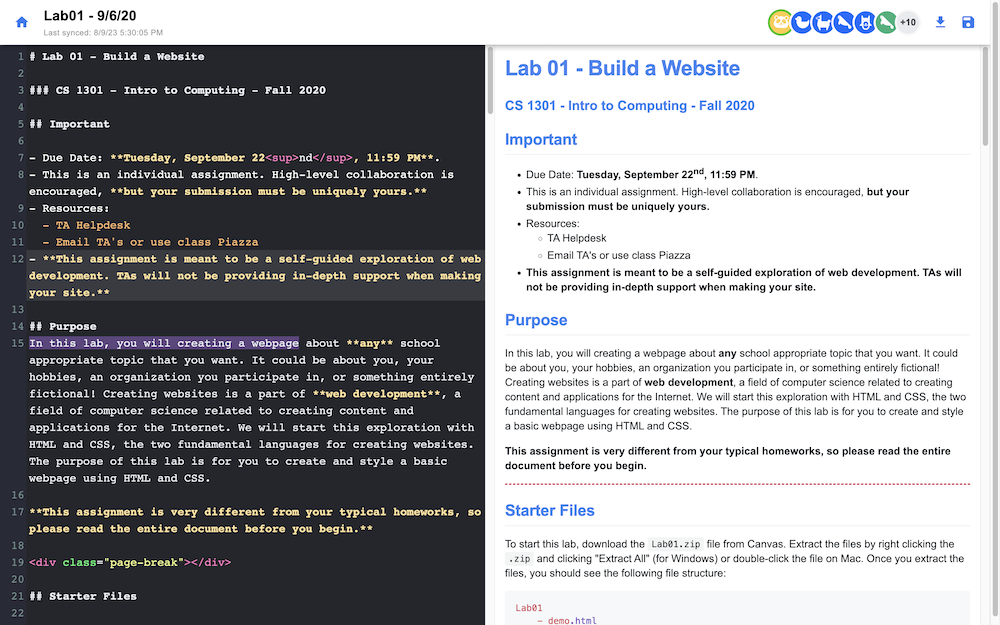 Lab01 - 9/6/20
Last synced: 8/9/23 5:30:05 PM
+10
1 # Lab 01 - Build a Website
2
3 ### CS 1301 - Intro to Computing - Fall 2020
4
5 ## Important
6
7 - Due Date: **Tuesday, September 22<sup>nd</sup>, 11:59 PM**.
8 - This is an individual assignment. High-level collaboration is
encouraged, **but your submission must be uniquely yours.**
9 - Resources:
10 - TA Helpdesk
11 - Email TA's or use class Piazza
12 - **This assignment is meant to be a self-guided exploration of web
development. TAs will not be providing in-depth support when making
your site.**
13
14 ## Purpose
15 In this lab, you will creating a webpage about **any** school
appropriate topic that you want. It could be about you, your
hobbies, an organization you participate in, or something entirely
fictional! Creating websites is a part of **web development**, a
field of computer science related to creating content and
applications for the Internet. We will start this exploration with
HTML and CSS, the two fundamental languages for creating websites.
The purpose of this lab is for you to create and style a basic
webpage using HTML and CSS.
16
17 **This assignment is very different from your typical homeworks, so
please read the entire document before you begin.**
18
19 <div class="page-break"></div>
20
21 ## Starter Files
22
Lab 01 - Build a Website
CS 1301 - Intro to Computing - Fall 2020
Important
• Due Date: Tuesday, September 22nd, 11:59 PM.
• This is an individual assignment. High-level collaboration is encouraged, but your
submission must be uniquely yours.
• Resources:
○ TA Helpdesk
○ Email TA's or use class Piazza
• This assignment is meant to be a self-guided exploration of web development. TAs will
not be providing in-depth support when making your site.
Purpose
In this lab, you will creating a webpage about any school appropriate topic that you want. It could
be about you, your hobbies, an organization you participate in, or something entirely fictional!
Creating websites is a part of web development, a field of computer science related to creating
content and applications for the Internet. We will start this exploration with HTML and CSS, the two
fundamental languages for creating websites. The purpose of this lab is for you to create and style
a basic webpage using HTML and CSS.
This assignment is very different from your typical homeworks, so please read the entire
document before you begin.
Starter Files
To start this lab, download the Lab01.zip file from Canvas. Extract the files by right clicking the
.zip and clicking "Extract All" (for Windows) or double-click the file on Mac. Once you extract the
files, you should see the following file structure:
Lab01
- demo.html